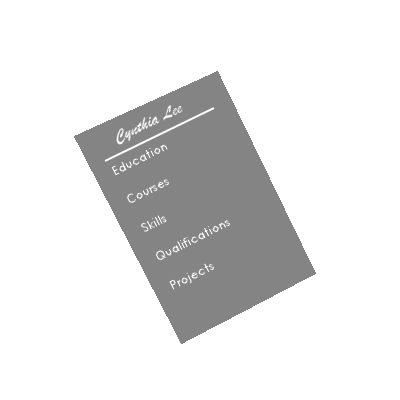 Cynthia Lee
Education
Courses
Skills
Qualifications
Projects